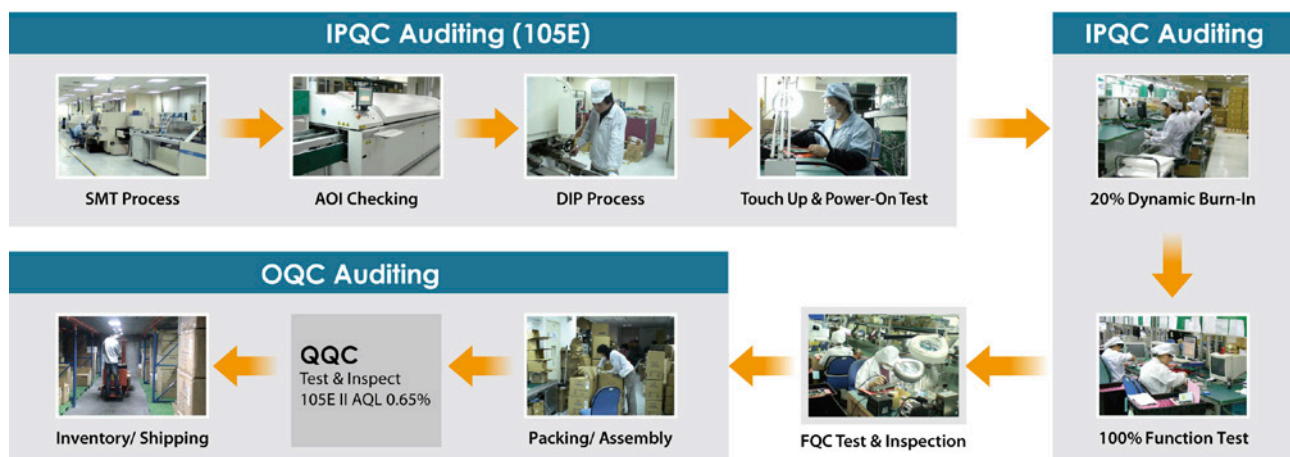 IPQC Auditing (105E)
SMT Process
AOI Checking
DIP Process
Touch Up & Power-On Test
IPQC Auditing
20% Dynamic Burn-In
100% Function Test
FQC Test & Inspection
OQC Auditing
Packing/ Assembly
QQC
Test & Inspect
105E II AQL 0.65%
Inventory/ Shipping